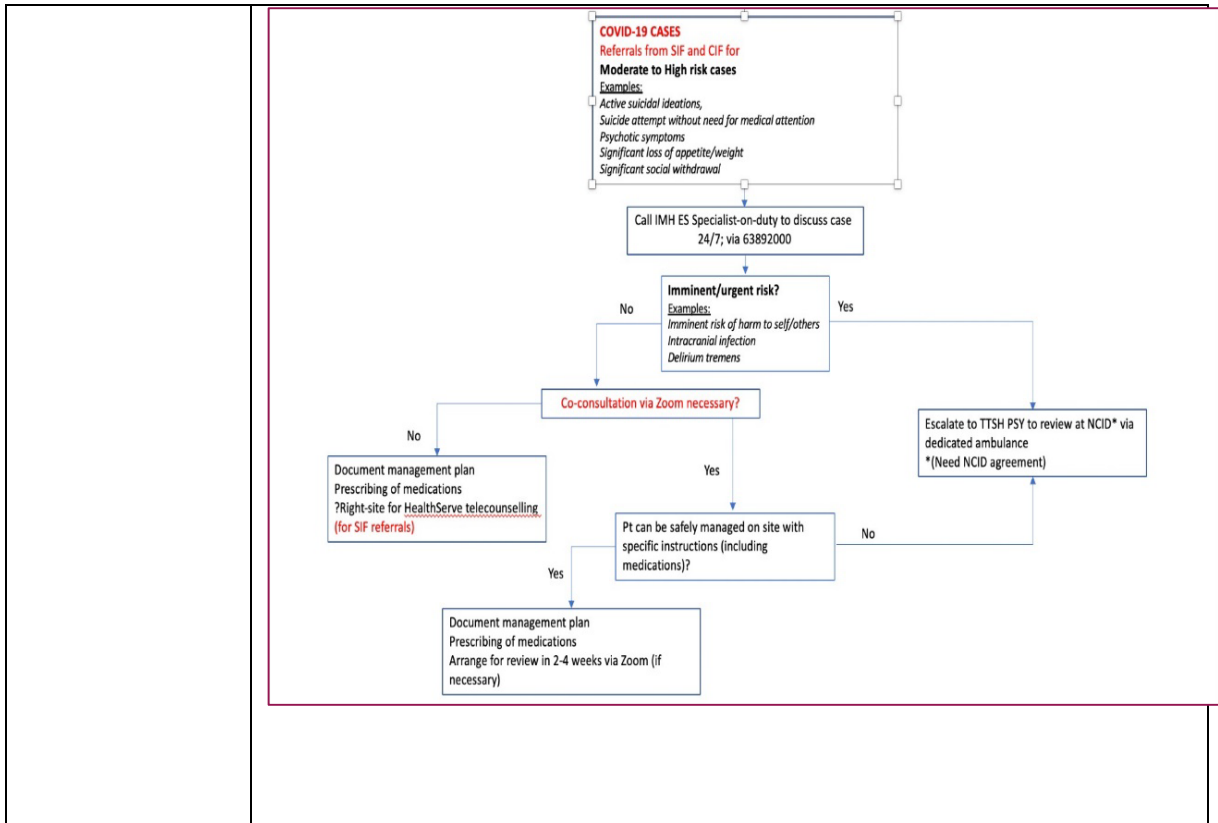 COVID-19 CASES
Referrals from SIF and CIF for
Moderate to High risk cases
Examples:
Active suicidal ideations,
Suicide attempt without need for medical attention
Psychotic symptoms
Significant loss of appetite/weight
Significant social withdrawal
Call IMH ES Specialist-on-duty to discuss case
24/7; via 63892000
Imminent/urgent risk?
Examples:
Imminent risk of harm to self/others
Intracranial infection
Delirium tremens
No
Yes
Co-consultation via Zoom necessary?
Escalate to TTSH PSY to review at NCID* via
dedicated ambulance
*(Need NCID agreement)
No
Yes
Document management plan
Prescribing of medications
?Right-site for HealthServe telecounselling
(for SIF referrals)
Pt can be safely managed on site with
specific instructions (including
medications)?
No
Yes
Document management plan
Prescribing of medications
Arrange for review in 2-4 weeks via Zoom (if
necessary)